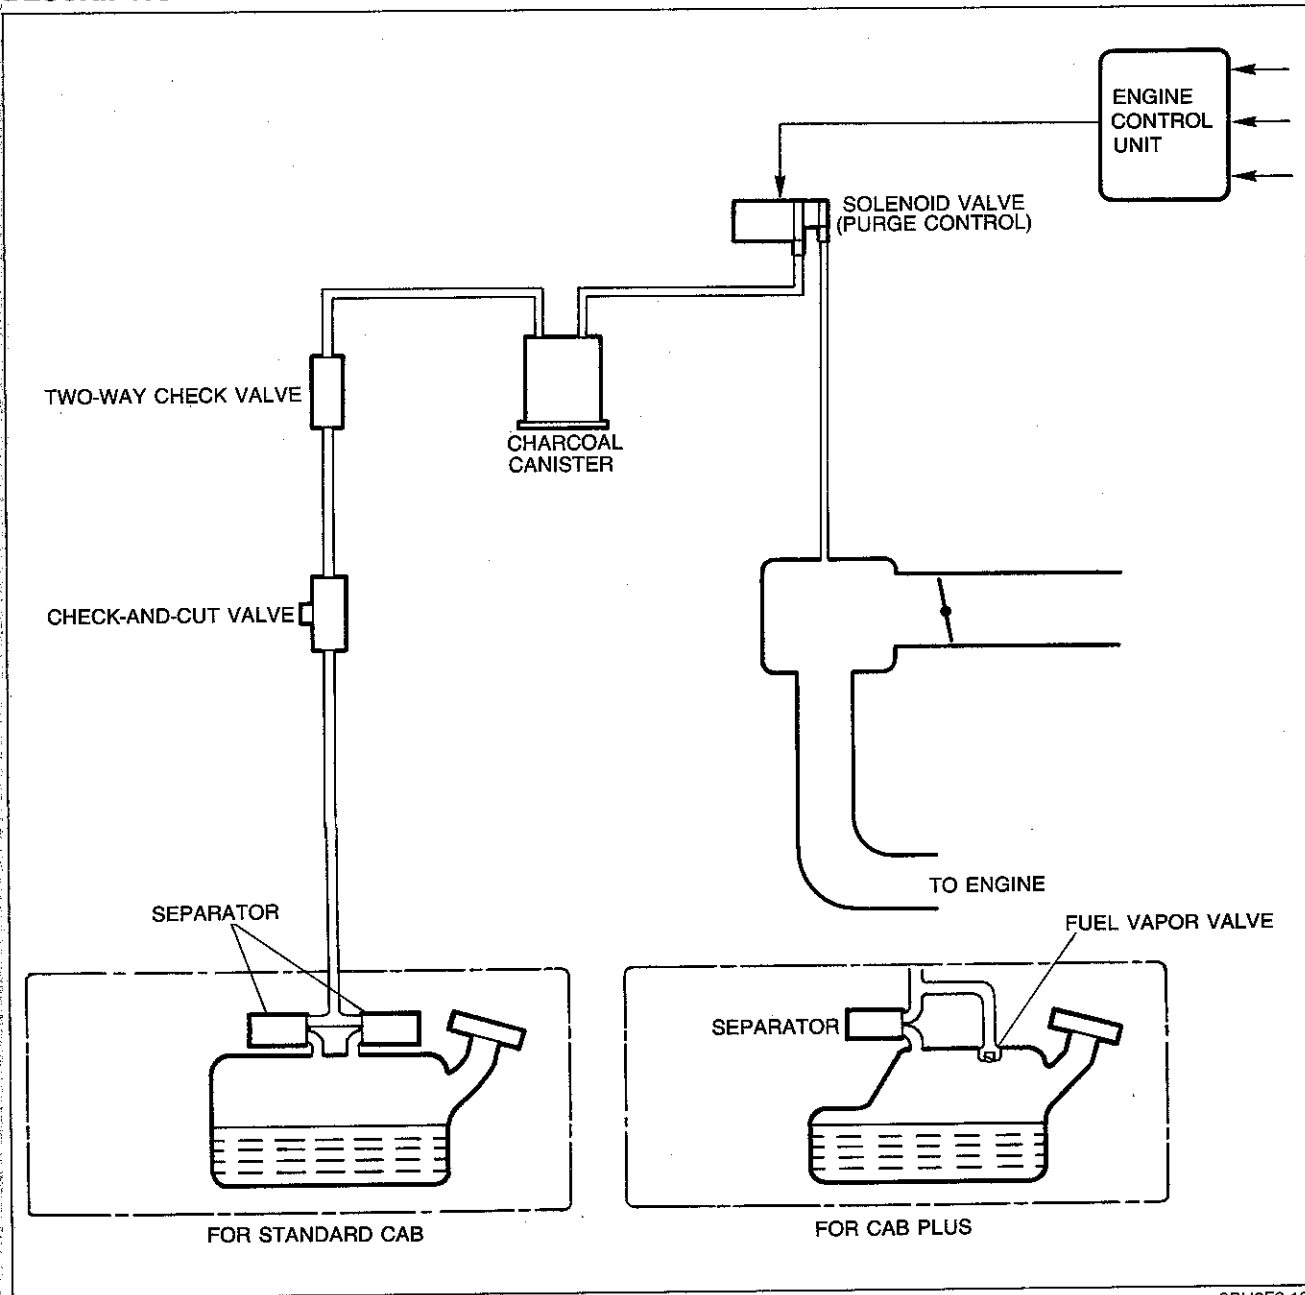 ENGINE
CONTROL
UNIT
SOLENOID VALVE
(PURGE CONTROL)
TWO-WAY CHECK VALVE
CHARCOAL
CANISTER
CHECK-AND-CUT VALVE
TO ENGINE
SEPARATOR
FUEL VAPOR VALVE
SEPARATOR
FOR STANDARD CAB
FOR CAB PLUS